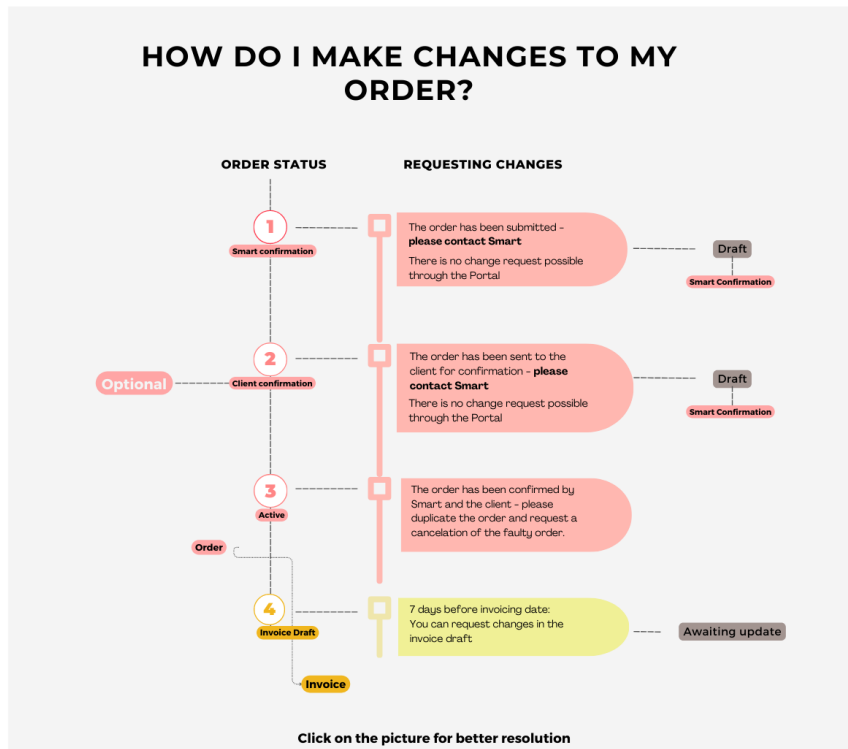 HOW DO I MAKE CHANGES TO MY
ORDER?
ORDER STATUS
REQUESTING CHANGES
1
Smart confirmation
The order has been submitted -
please contact Smart
There is no change request possible
through the Portal
Draft
Smart Confirmation
Optional
2
Client confirmation
The order has been sent to the
client for confirmation - please
contact Smart
There is no change request possible
through the Portal
Draft
Smart Confirmation
3
Active
The order has been confirmed by
Smart and the client - please
duplicate the order and request a
cancelation of the faulty order.
Order
4
Invoice Draft
7 days before invoicing date:
You can request changes in the
invoice draft
Awaiting update
Invoice
Click on the picture for better resolution